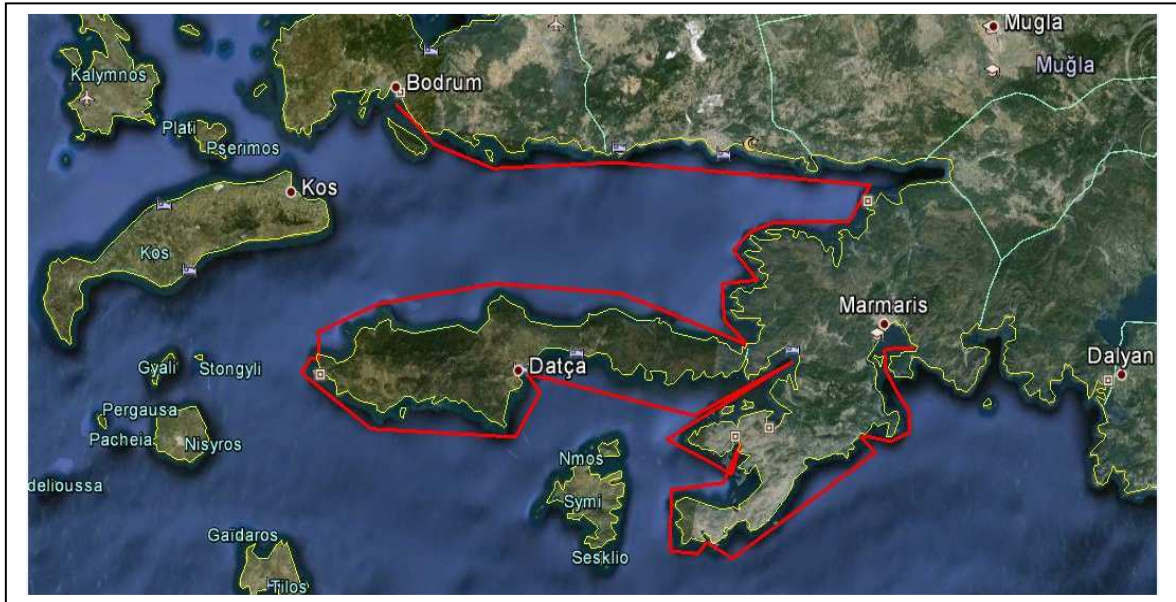 Mugla
Muğla
Kalymnos
Bodrum
Plati
Pserimos
Kos
Kos
Marmaris
Gyali
Stongyli
Datça
Dalyan
Pergausa
Pacheia
Nisyros
Nmos
delioussa
Symi
Gaïdaros
Sesklio
Tilos